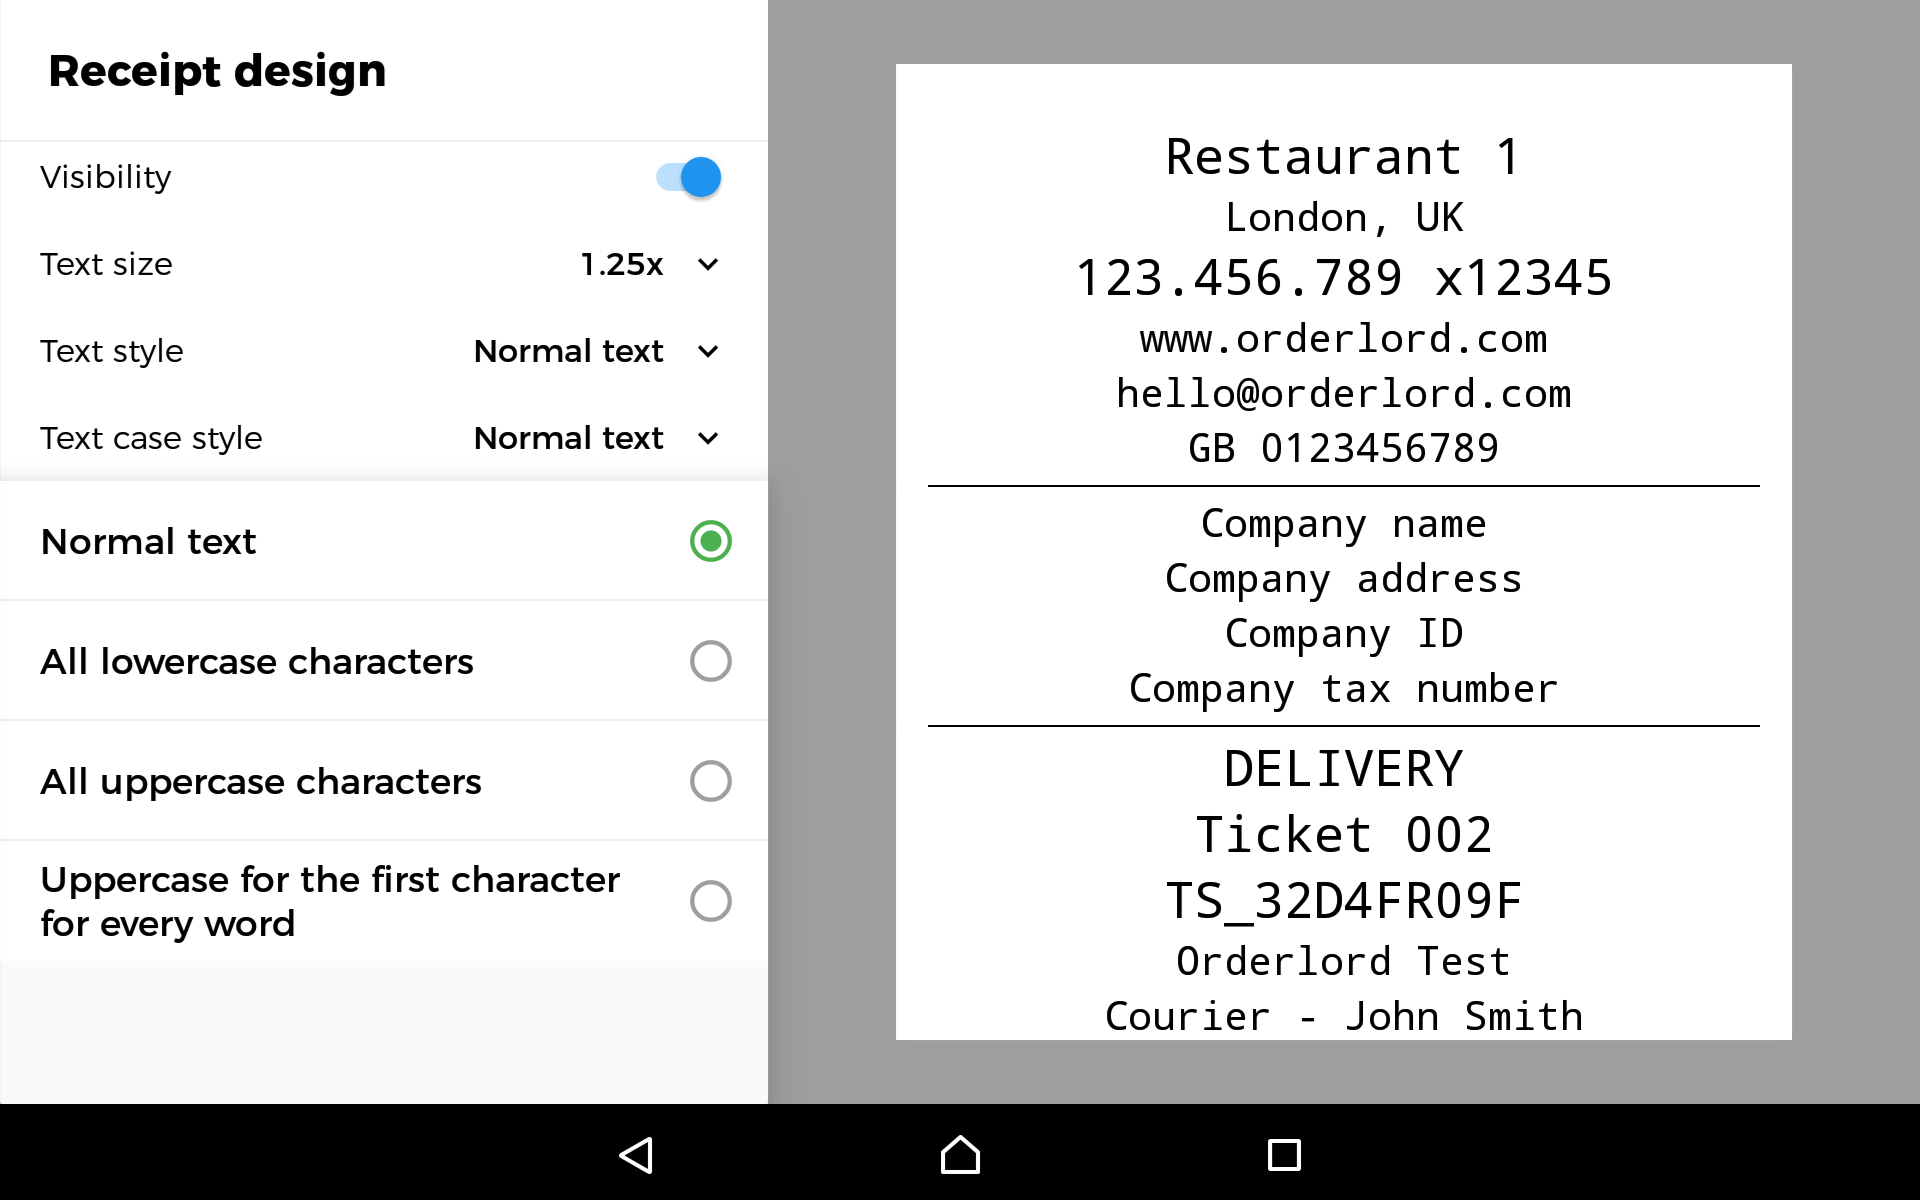 Receipt design
Visibility
Text size 1.25x
Text style Normal text
Text case style Normal text
Normal text
All lowercase characters
All uppercase characters
Uppercase for the first character
for every word
Restaurant 1
London, UK
123.456.789 x12345
www.orderlord.com
hello@orderlord.com
GB 0123456789
Company name
Company address
Company ID
Company tax number
DELIVERY
Ticket 002
TS_32D4FR09F
Orderlord Test
Courier - John Smith